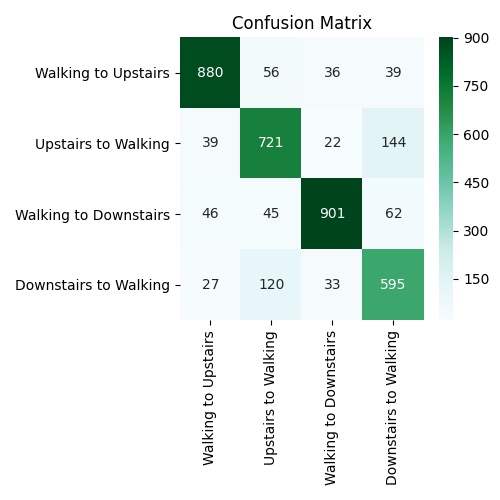 Confusion Matrix
Walking to Upstairs 880 56 36 39
Upstairs to Walking 39 721 22 144
Walking to Downstairs 46 45 901 62
Downstairs to Walking 27 120 33 595
Walking to Upstairs
Upstairs to Walking
Walking to Downstairs
Downstairs to Walking
900
750
600
450
300
150